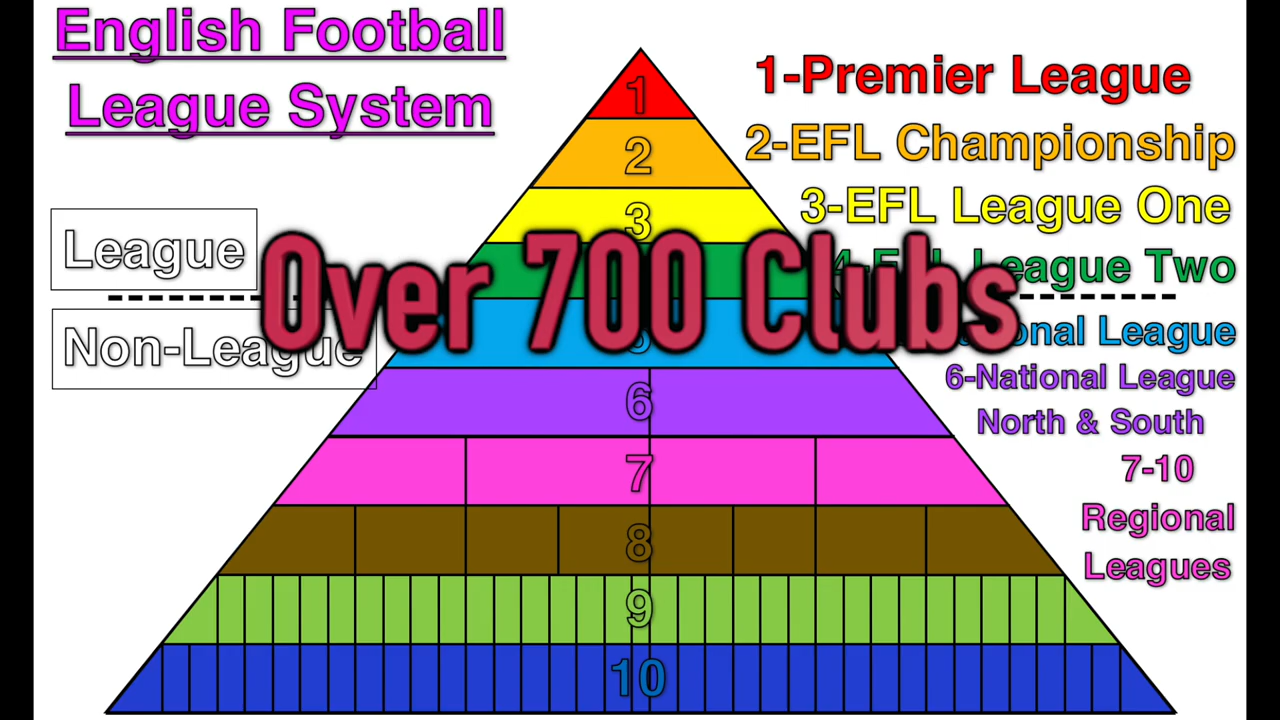 English Football
League System
1-Premier League
2-EFL Championship
3-EFL League One
League Two
League
Non-League
Over 700 Clubs
League
6-National League
North & South
7-10
Regional
Leagues
1
2
3
6
7
8
9
10